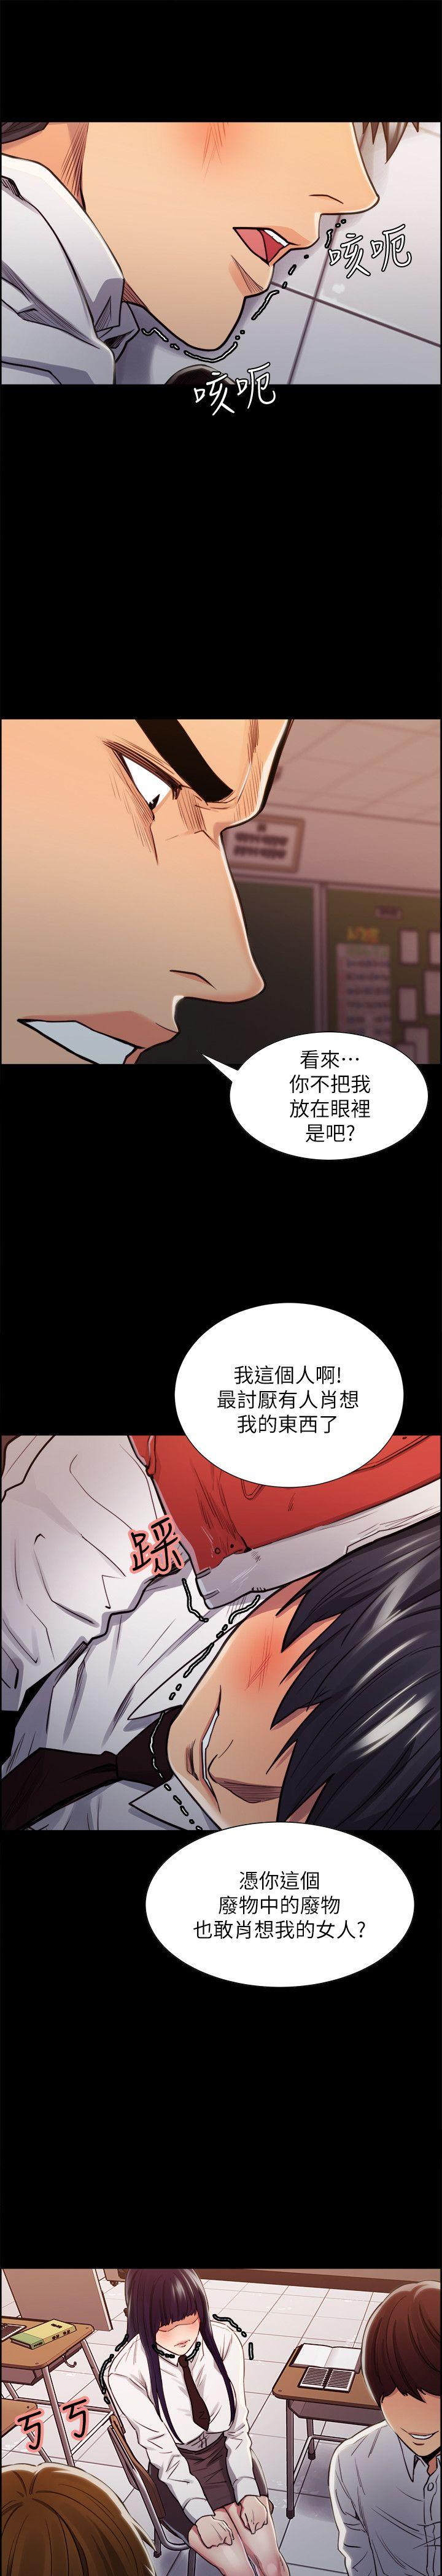 咳呃
咳呃
看來…
你不把我
放在眼裡
是吧?
我這個人啊!
最討厭有人肖想
我的東西了
踩
憑你這個
廢物中的廢物
也敢肖想我的女人?
丂丂